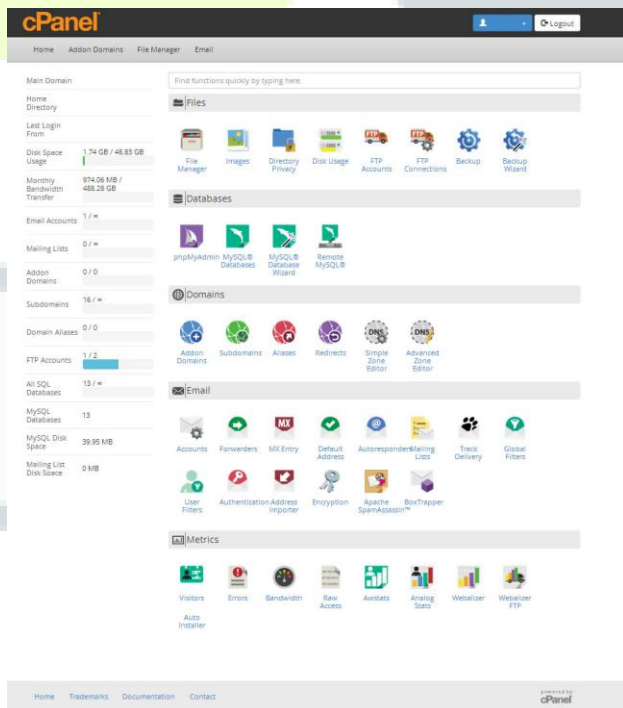 cPanel
Logout
Home Addon Domains File Manager Email
Main Domain
Home
Directory
Last Login
From
Disk Space
Usage
1.74 GB / 48.83 GB
Monthly
Bandwidth
Transfer
974.06 MB /
488.28 GB
Email Accounts
1 / ∞
Mailing Lists
0 / ∞
Addon
Domains
0 / 0
Subdomains
16 / ∞
Domain Aliases
0 / 0
FTP Accounts
1 / 2
All SQL
Databases
13 / ∞
MySQL
Databases
13
MySQL Disk
Space
39.95 MB
Mailing List
Disk Space
0 MB
Find functions quickly by typing here.
Files
File
Manager
Images
Directory
Privacy
Disk Usage
FTP
Accounts
FTP
Connections
Backup
Backup
Wizard
Databases
phpMyAdmin
MySQL®
Databases
MySQL®
Database
Wizard
Remote
MySQL®
Domains
Addon
Domains
Subdomains
Aliases
Redirects
DNS
Simple
Zone
Editor
DNS
Advanced
Zone
Editor
Email
Accounts
Forwarders
MX
MX Entry
Default
Address
Autoresponders
Mailing
Lists
Track
Delivery
Global
Filters
User
Filters
Authentication
Address
Importer
Encryption
Apache
SpamAssassin™
BoxTrapper
Metrics
Visitors
Errors
Bandwidth
Raw
Access
Awstats
Analog
Stats
Webalizer
Webalizer
FTP
Auto
Installer
Home Trademarks Documentation Contact
powered by
cPanel